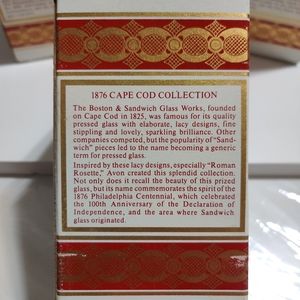 1876 CAPE COD COLLECTION
The Boston & Sandwich Glass Works, founded
on Cape Cod in 1825, was famous for its quality
pressed glass with elaborate, lacy designs, fine
stippling and lovely, sparkling brilliance. Other
companies competed, but the popularity of "Sand-
wich" pieces led to the name becoming a generic
term for pressed glass.
Inspired by these lacy designs, especially "Roman
Rosette," Avon created this splendid collection.
Not only does it recall the beauty of this prized
glass, but its name commemorates the spirit of the
1876 Philadelphia Centennial, which celebrated
the 100th Anniversary of the Declaration of
Independence, and the area where Sandwich
glass originated.